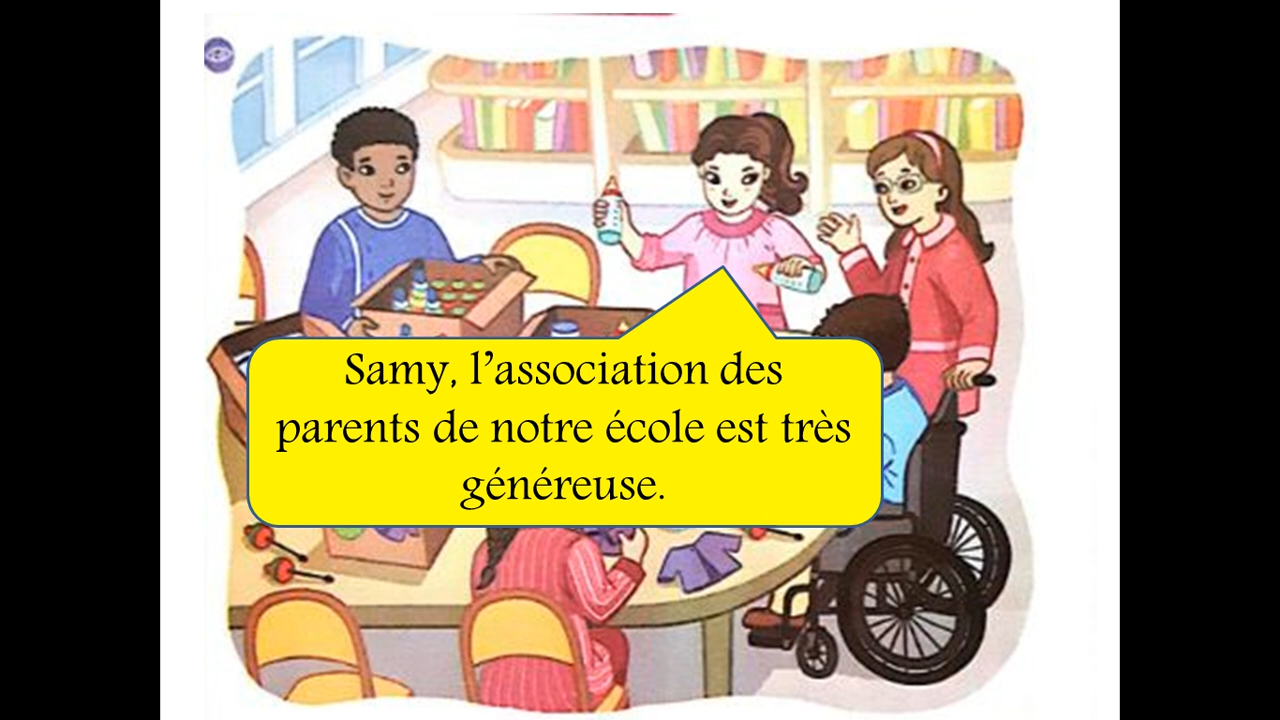 Samy, l’association des
parents de notre école est très
généreuse.